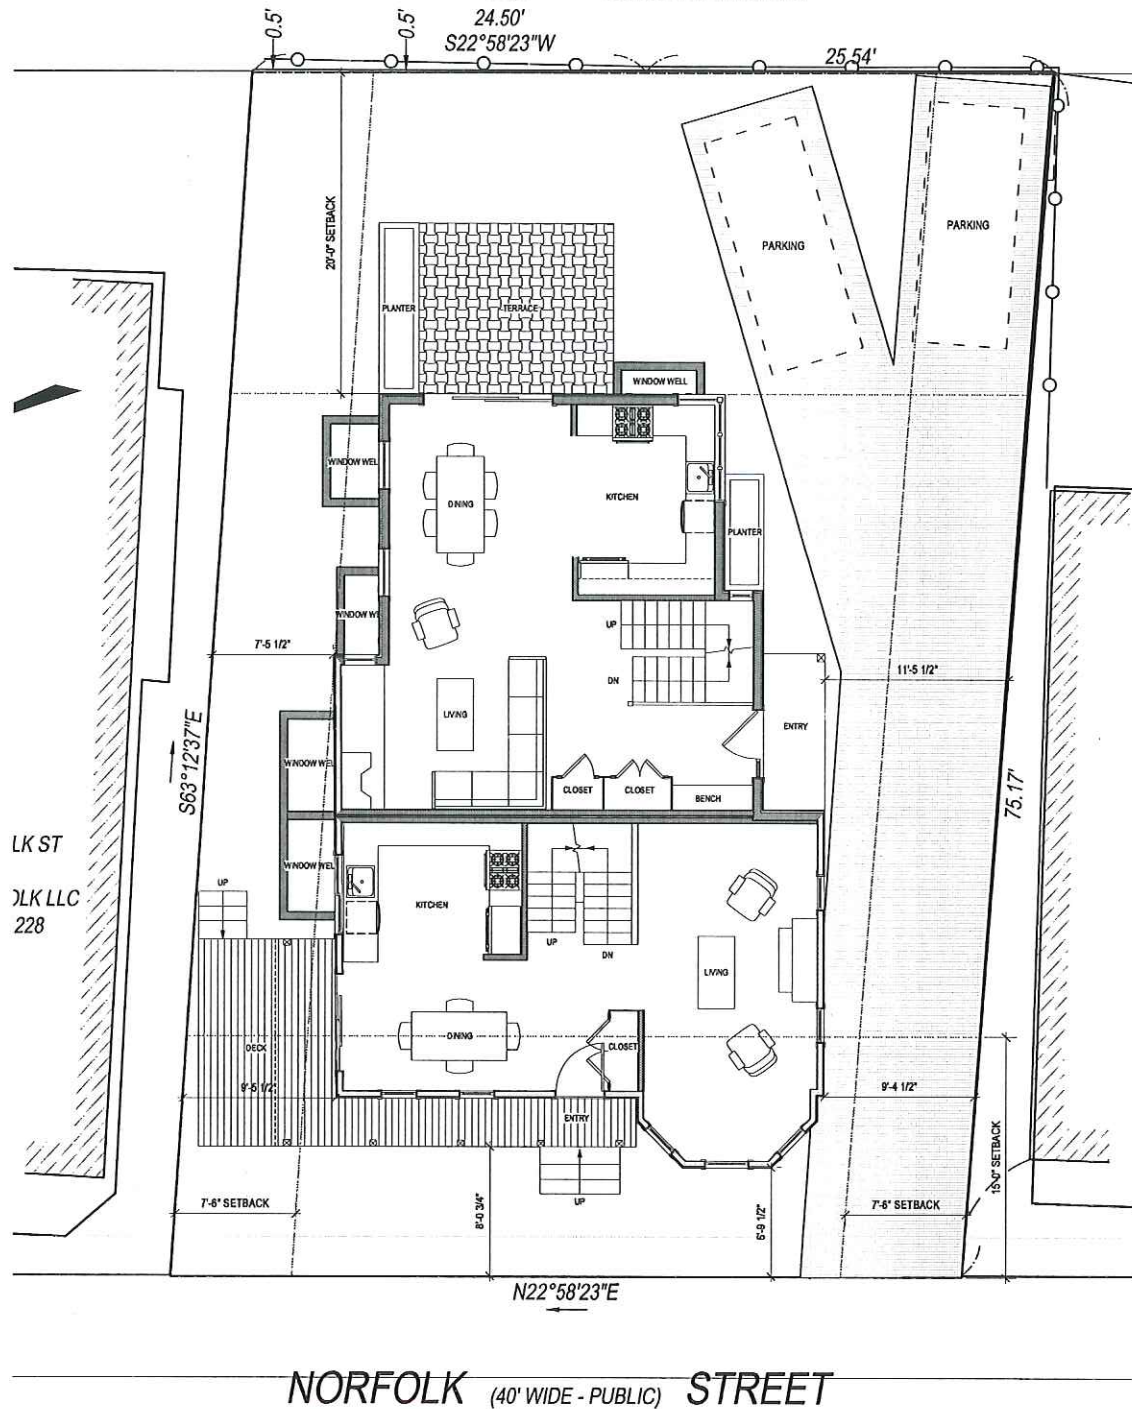 0.5'
0.5'
24.50'
S22°58'23"W
25.54'
20'-0" SETBACK
PARKING
PARKING
PLANTER
TERRACE
WINDOW WELL
WINDOW WEL
DINING
KITCHEN
PLANTER
WINDOW WE
UP
7'-5 1/2"
11'-5 1/2"
DN
LIVING
ENTRY
S63°12'37"E
WINDOW WEL
CLOSET
CLOSET
BENCH
75.17'
LK ST
WINDOW WEL
UP
OLK LLC
KITCHEN
228
UP
DN
LIVING
DINING
CLOSET
DECK
9'-5 1/2"
9'-4 1/2"
ENTRY
15'-0" SETBACK
7'-6" SETBACK
UP
7'-6" SETBACK
8'-0 3/4"
6'-9 1/2"
N22°58'23"E
NORFOLK (40' WIDE - PUBLIC) STREET